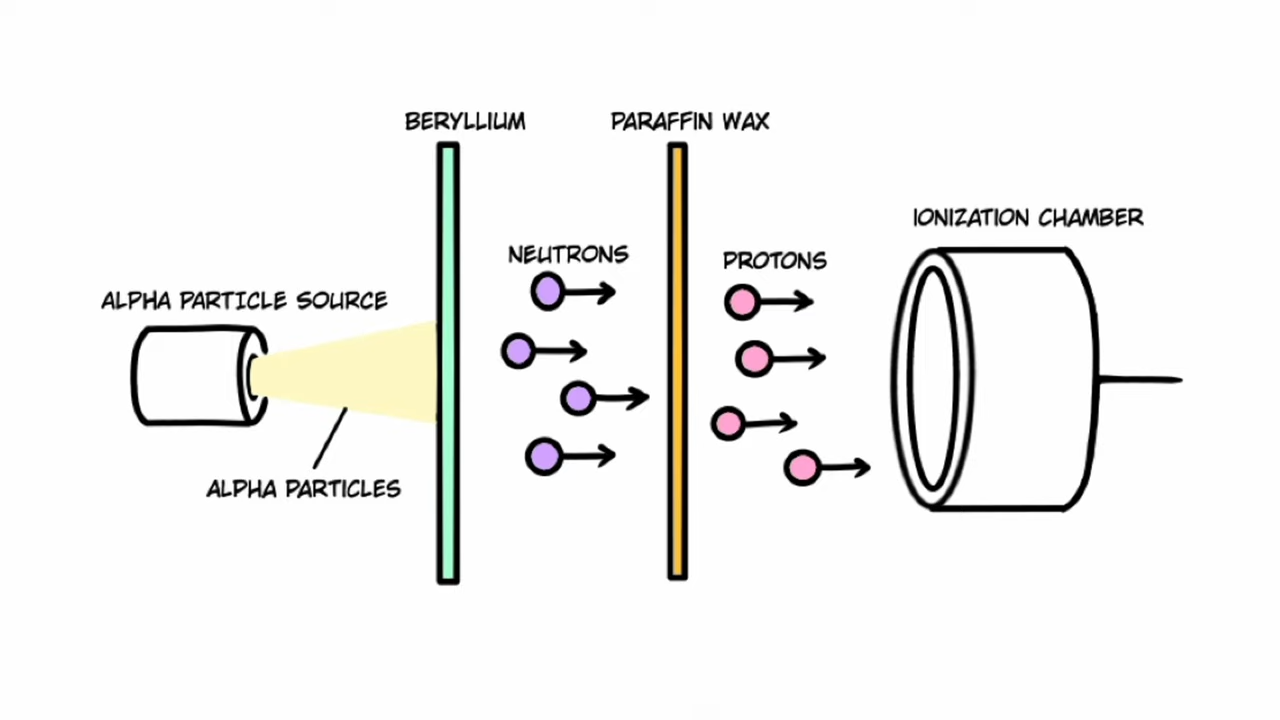 BERYLLIUM
PARAFFIN WAX
IONIZATION CHAMBER
NEUTRONS
PROTONS
ALPHA PARTICLE SOURCE
ALPHA PARTICLES